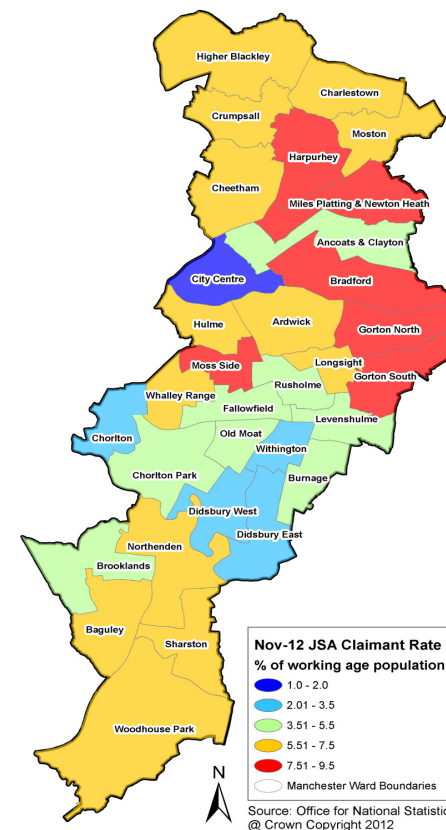 Higher Blackley
Charlestown
Crumpsall
Moston
Harpurhey
Cheetham
Miles Platting & Newton Heath
Ancoats & Clayton
City Centre
Bradford
Hulme
Ardwick
Gorton North
Moss Side
Longsight
Gorton South
Rusholme
Whalley Range
Fallowfield
Levenshulme
Chorlton
Old Moat
Withington
Chorlton Park
Burnage
Didsbury West
Didsbury East
Northenden
Brooklands
Baguley
Sharston
Woodhouse Park
N
Nov-12 JSA Claimant Rate
% of working age population
1.0 - 2.0
2.01 - 3.5
3.51 - 5.5
5.51 - 7.5
7.51 - 9.5
Manchester Ward Boundaries
Source: Office for National Statistic
@ Crown Copyright 2012